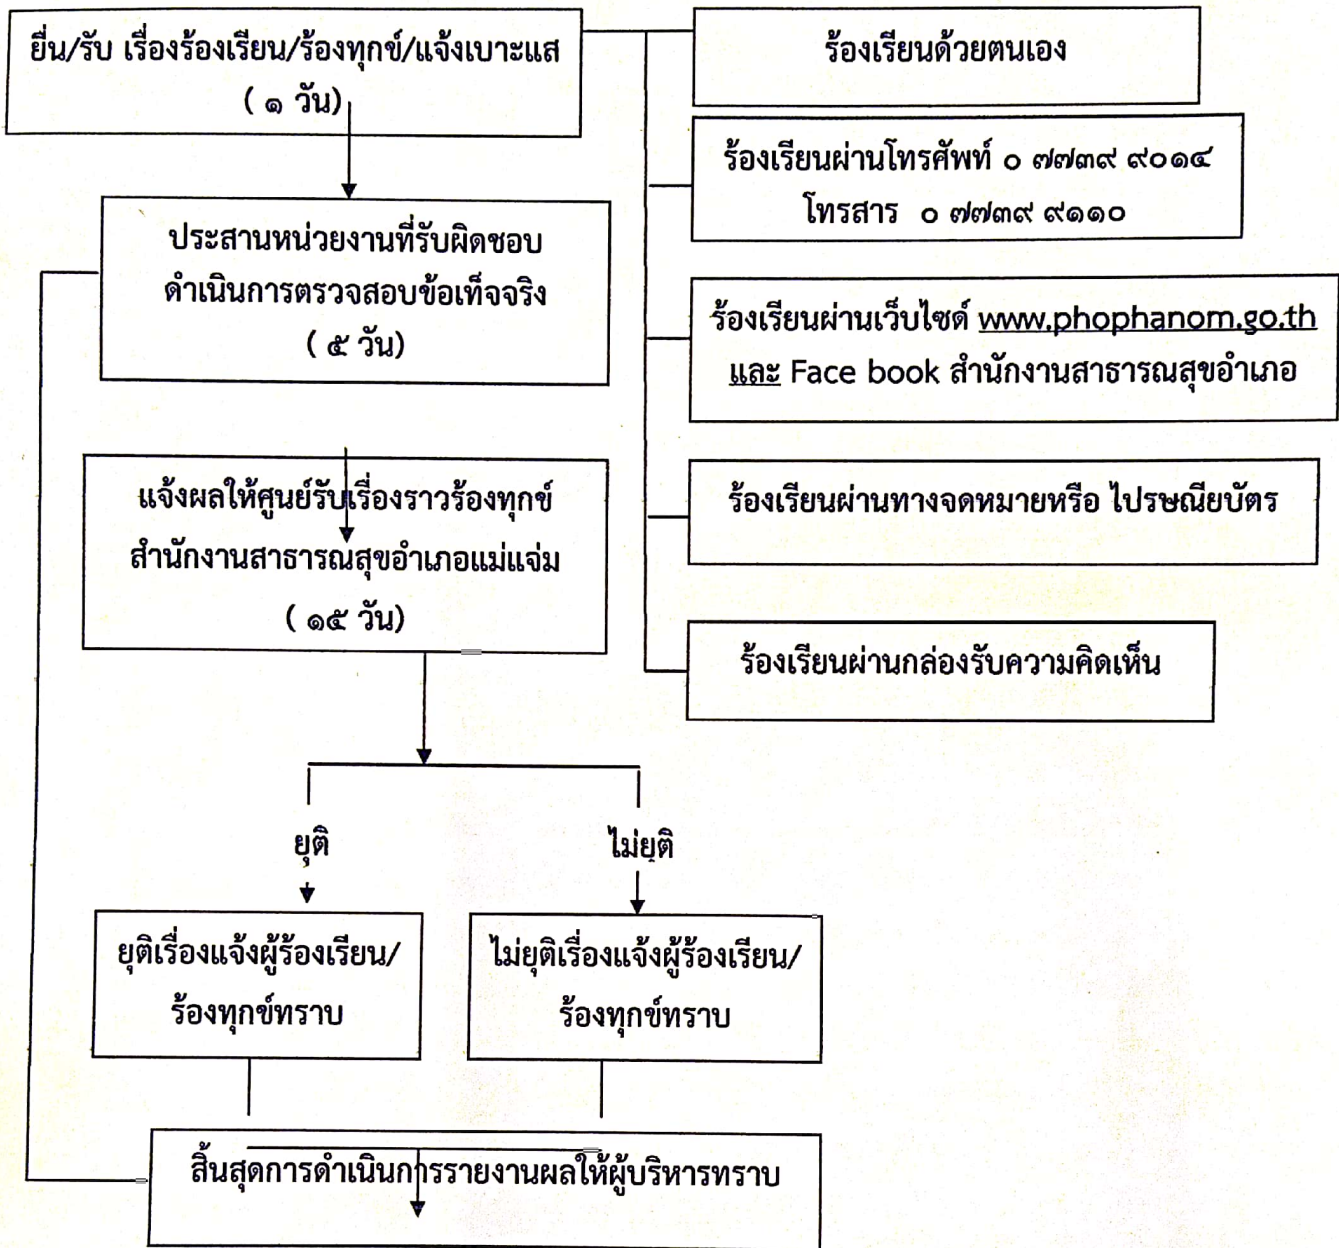 ยื่น/รับ เรื่องร้องเรียน/ร้องทุกข์/แจ้งเบาะแส
( ๑ วัน)
ร้องเรียนด้วยตนเอง
ร้องเรียนผ่านโทรศัพท์ ๐ ๗๗๓๙ ๙๐๑๔
โทรสาร ๐ ๗๗๓๙ ๙๑๑๐
ประสานหน่วยงานที่รับผิดชอบ
ดำเนินการตรวจสอบข้อเท็จจริง
( ๕ วัน)
ร้องเรียนผ่านเว็บไซด์ www.phophanom.go.th
และ Face book สำนักงานสาธารณสุขอำเภอ
แจ้งผลให้ศูนย์รับเรื่องราวร้องทุกข์
สำนักงานสาธารณสุขอำเภอแม่แจ่ม
( ๑๕ วัน)
ร้องเรียนผ่านทางจดหมายหรือ ไปรษณียบัตร
ร้องเรียนผ่านกล่องรับความคิดเห็น
ยุติ
ไม่ยุติ
ยุติเรื่องแจ้งผู้ร้องเรียน/
ร้องทุกข์ทราบ
ไม่ยุติเรื่องแจ้งผู้ร้องเรียน/
ร้องทุกข์ทราบ
สิ้นสุดการดำเนินการรายงานผลให้ผู้บริหารทราบ